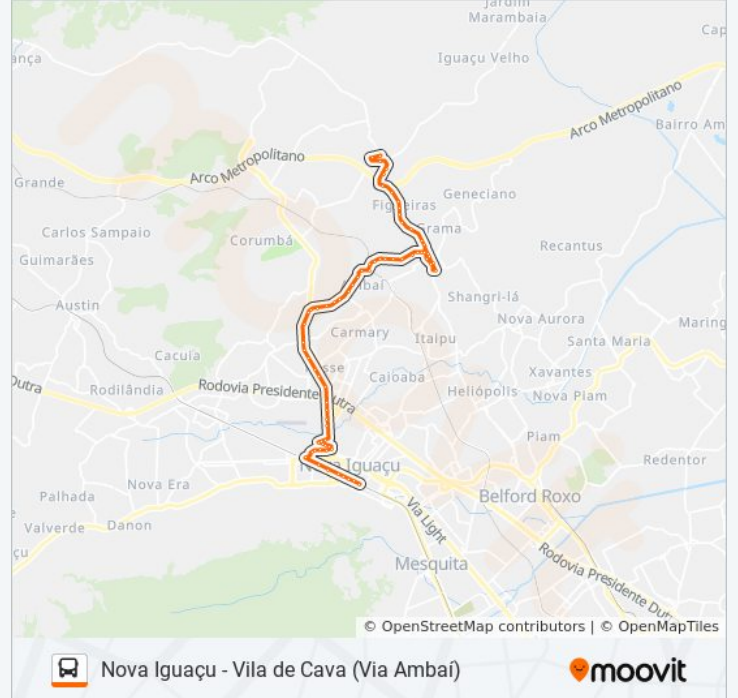 Jardim
Marambaia
Cap
Iguaçu Velho
ança
Arco Metropolitano
Bairro Am
Arco Metropolitano
Grande
Geneciano
Figueiras
Grama
Carlos Sampaio
Corumbá
Recantus
Guimarães
Ambaí
Shangri-lá
Austin
Nova Aurora
Maring
Carmary
Itaipu
Santa Maria
Cacuia
sse
Caioaba
Xavantes
Dutra
Rodilândia
Rodovia Presidente Dutra
Heliópolis
Nova Piam
Piam
Nova Iguaçu
Redentor
Nova Era
Palhada
Belford Roxo
Valverde
Danon
Via Light
çu
Mesquita
Rodovia Presidente Dutra
© OpenStreetMap contributors | © OpenMapTiles
Nova Iguaçu - Vila de Cava (Via Ambaí)
moovit